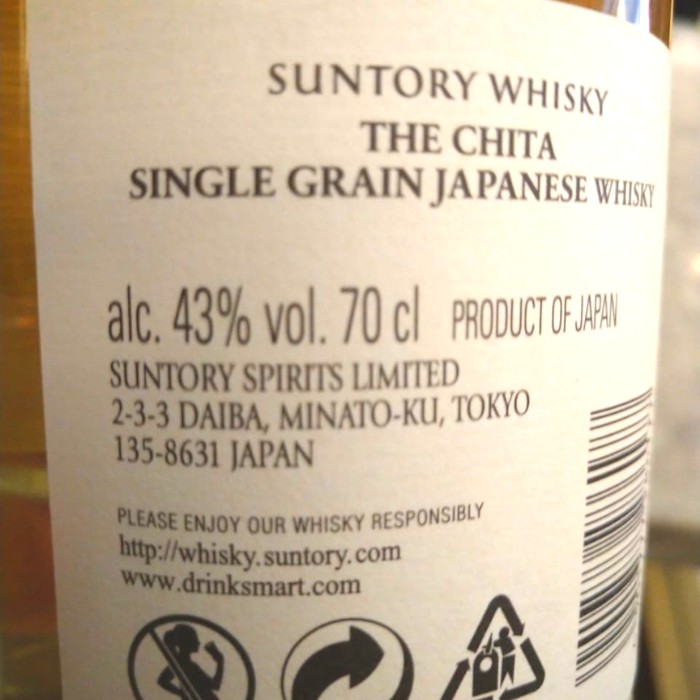 SUNTORY WHISKY
THE CHITA
SINGLE GRAIN JAPANESE WHISKY
alc. 43% vol. 70 cl PRODUCT OF JAPAN
SUNTORY SPIRITS LIMITED
2-3-3 DAIBA, MINATO-KU, TOKYO
135-8631 JAPAN
PLEASE ENJOY OUR WHISKY RESPONSIBLY
http://whisky.suntory.com
www.drinksmart.com